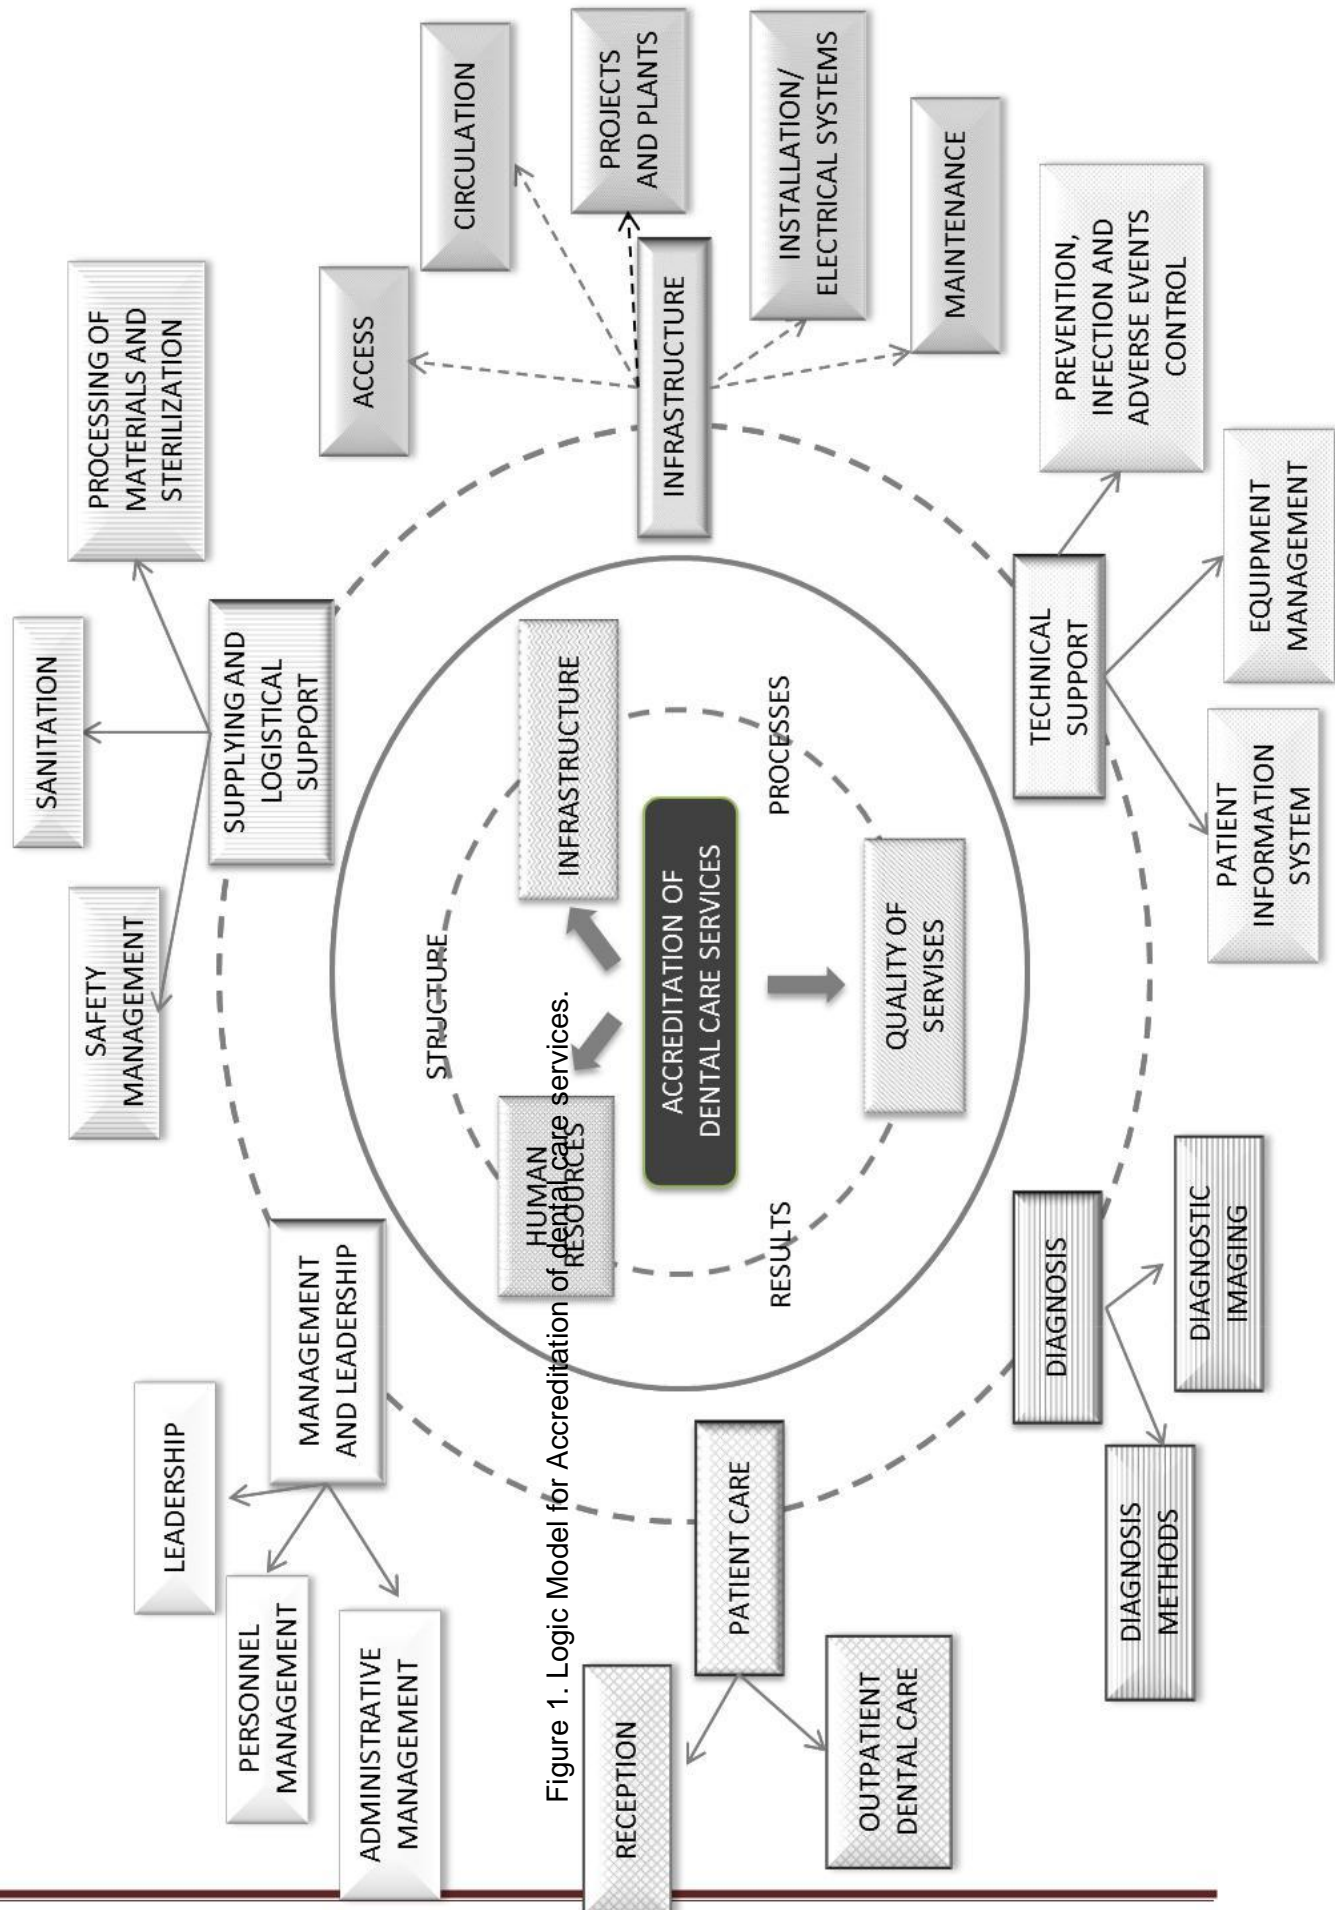 SAFETY
MANAGEMENT
SANITATION
PROCESSING OF
MATERIALS AND
STERILIZATION
SUPPLYING AND
LOGISTICAL
SUPPORT
LEADERSHIP
PERSONNEL
MANAGEMENT
ADMINISTRATIVE
MANAGEMENT
MANAGEMENT
AND LEADERSHIP
ACCESS
CIRCULATION
PROJECTS
AND PLANTS
INSTALLATION/
ELECTRICAL SYSTEMS
MAINTENANCE
INFRASTRUCTURE
STRUCTURE
HUMAN
RESOURCES
INFRASTRUCTURE
ACCREDITATION OF
DENTAL CARE SERVICES
RESULTS
PROCESSES
QUALITY OF
SERVISES
Figure 1. Logic Model for Accreditation of dental care services.
RECEPTION
PATIENT CARE
OUTPATIENT
DENTAL CARE
DIAGNOSIS
DIAGNOSIS
METHODS
DIAGNOSTIC
IMAGING
TECHNICAL
SUPPORT
PREVENTION,
INFECTION AND
ADVERSE EVENTS
CONTROL
PATIENT
INFORMATION
SYSTEM
EQUIPMENT
MANAGEMENT